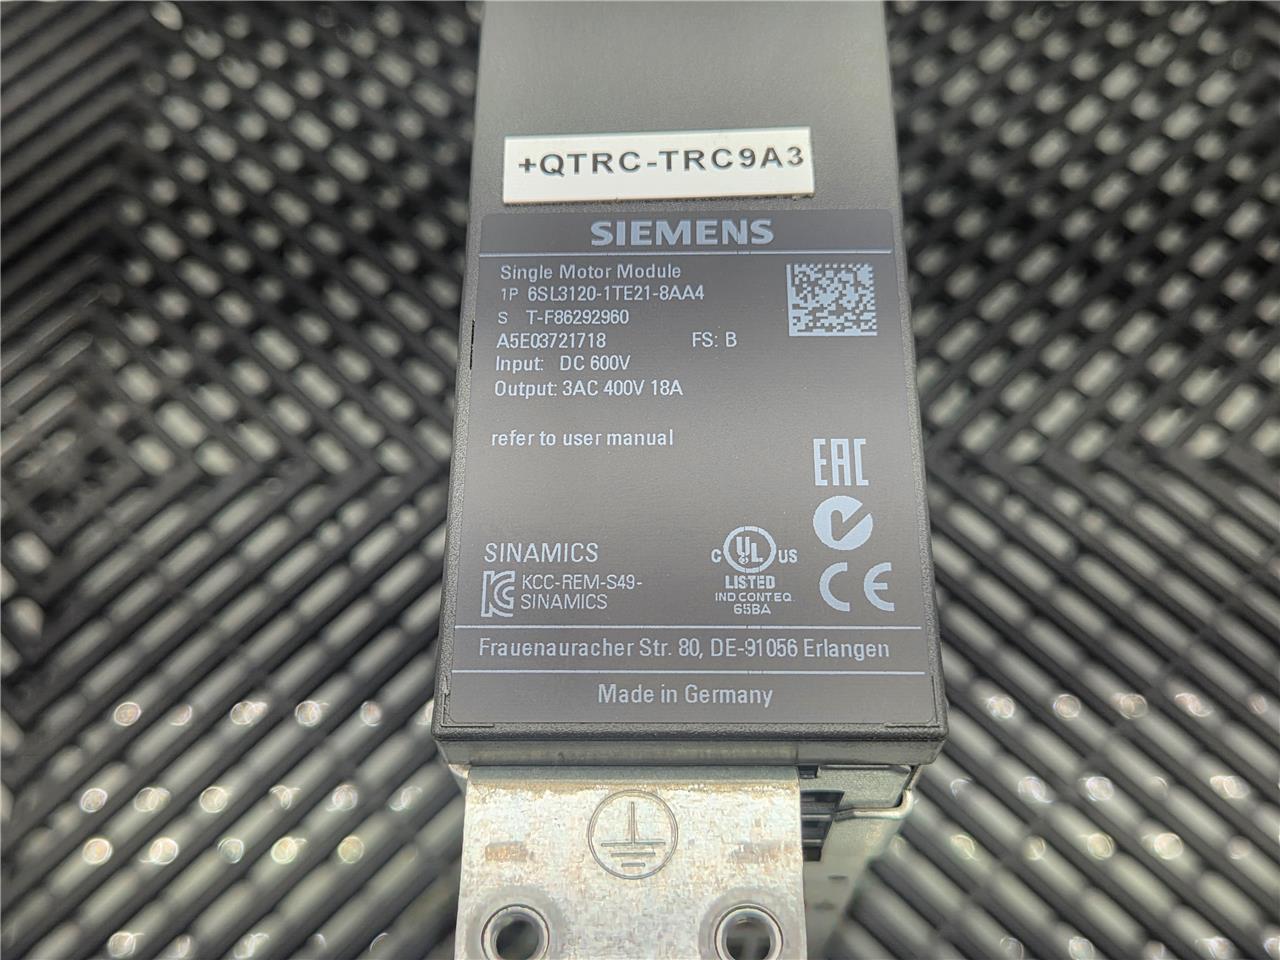 +QTRC-TRC9A3
SIEMENS
Single Motor Module
1P 6SL3120-1TE21-8AA4
S T-F86292960
A5E03721718 FS: B
Input: DC 600V
Output: 3AC 400V 18A
refer to user manual
EAC
SINAMICS
KCC-REM-S49-
SINAMICS
C UL US
LISTED
IND CONT EQ
65BA
CE
Frauenauracher Str. 80, DE-91056 Erlangen
Made in Germany